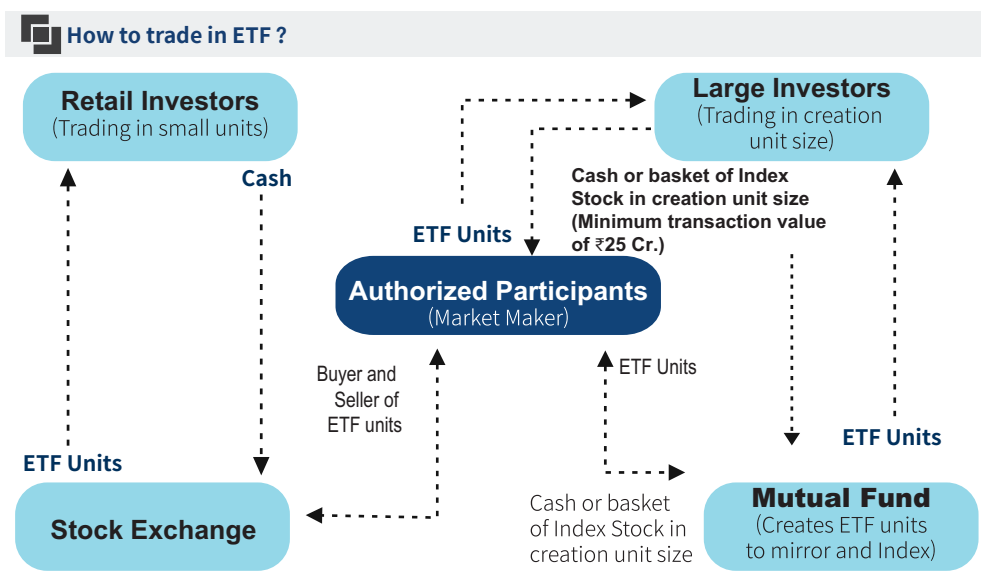 How to trade in ETF ?
Retail Investors
(Trading in small units)
Large Investors
(Trading in creation
unit size)
Cash
Cash or basket of Index
Stock in creation unit size
(Minimum transaction value
of ₹25 Cr.)
ETF Units
Authorized Participants
(Market Maker)
Buyer and
Seller of
ETF units
ETF Units
ETF Units
ETF Units
Stock Exchange
Cash or basket
of Index Stock in
creation unit size
Mutual Fund
(Creates ETF units
to mirror and Index)